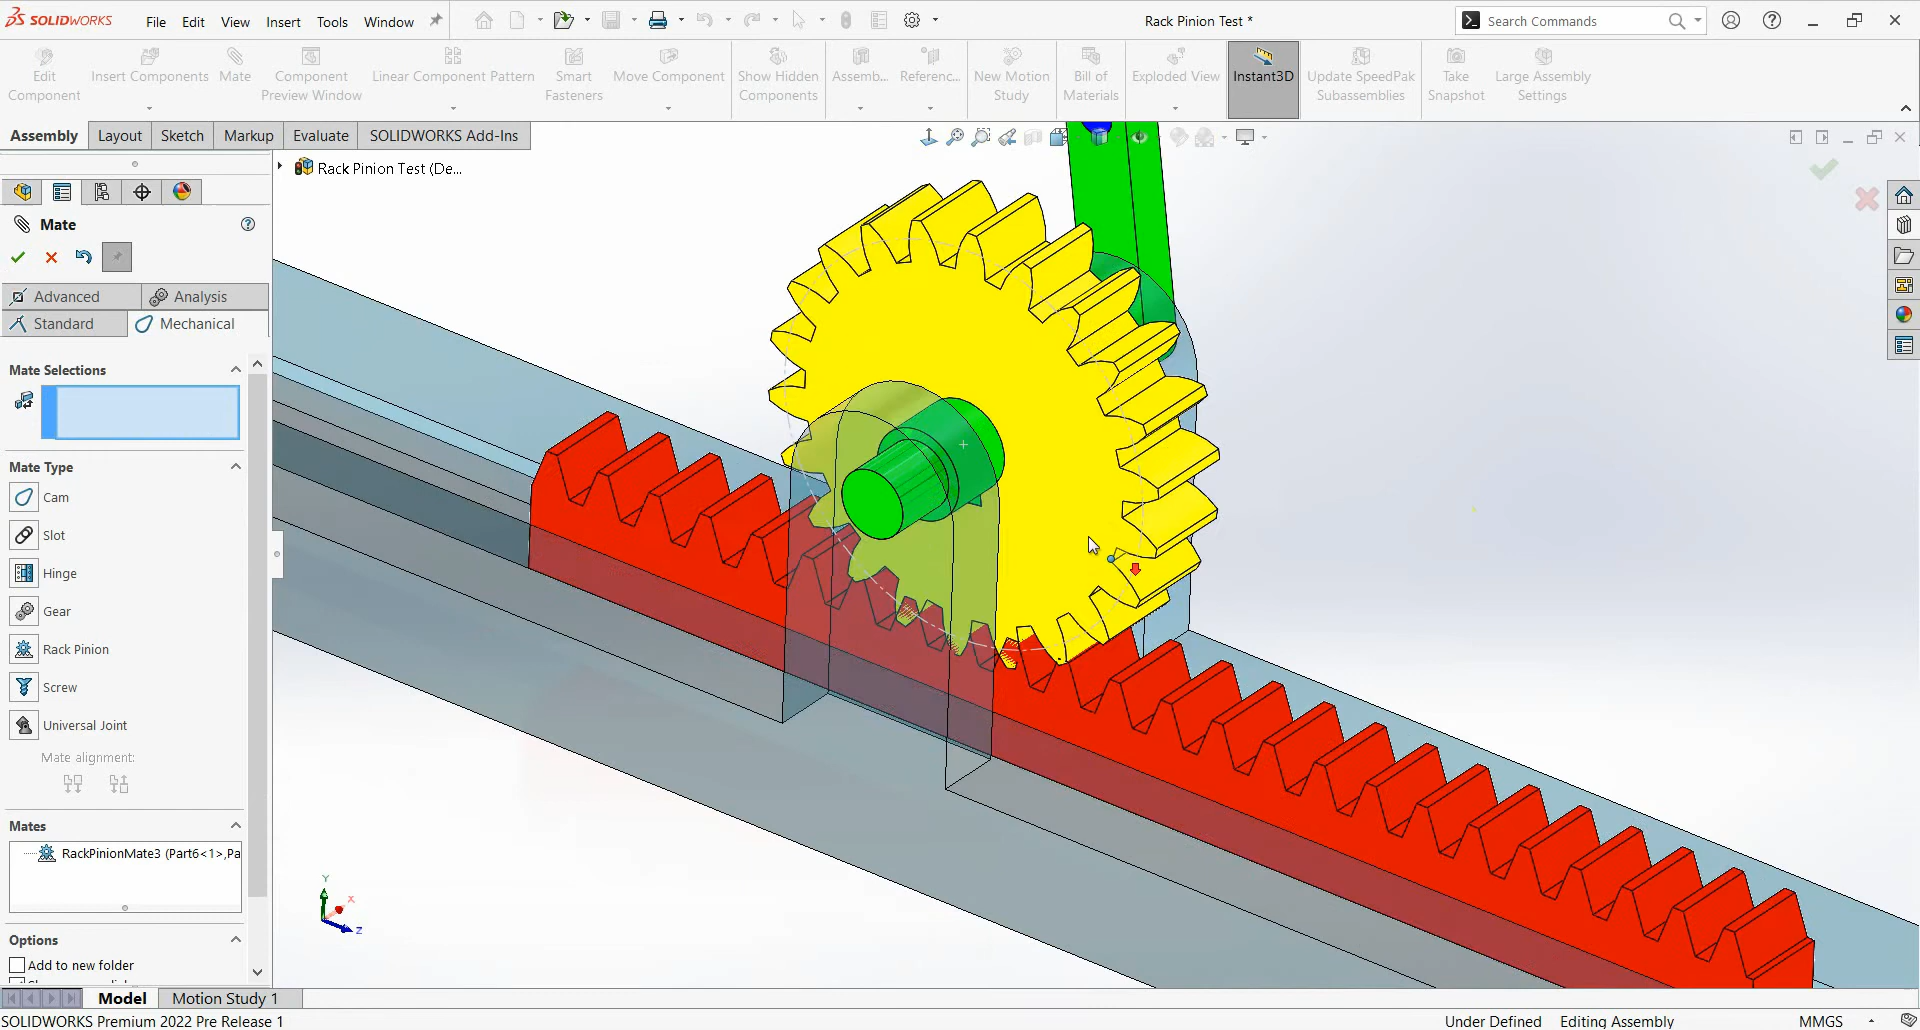 SOLIDWORKS File Edit View Insert Tools Window Rack Pinion Test * Search Commands
Edit Component Insert Components Mate Component Preview Window Linear Component Pattern Smart Fasteners Move Component Show Hidden Components Assemb... Referenc... New Motion Study Bill of Materials Exploded View Instant3D Update SpeedPak Subassemblies Take Snapshot Large Assembly Settings
Assembly Layout Sketch Markup Evaluate SOLIDWORKS Add-Ins
Rack Pinion Test (De...
Mate
Advanced Analysis
Standard Mechanical
Mate Selections
Mate Type
Cam
Slot
Hinge
Gear
Rack Pinion
Screw
Universal Joint
Mate alignment:
Mates
RackPinionMate3 (Part6<1>,Pa
Options
Add to new folder
Y
X
Z
Model Motion Study 1
SOLIDWORKS Premium 2022 Pre Release 1 Under Defined Editing Assembly MMGS